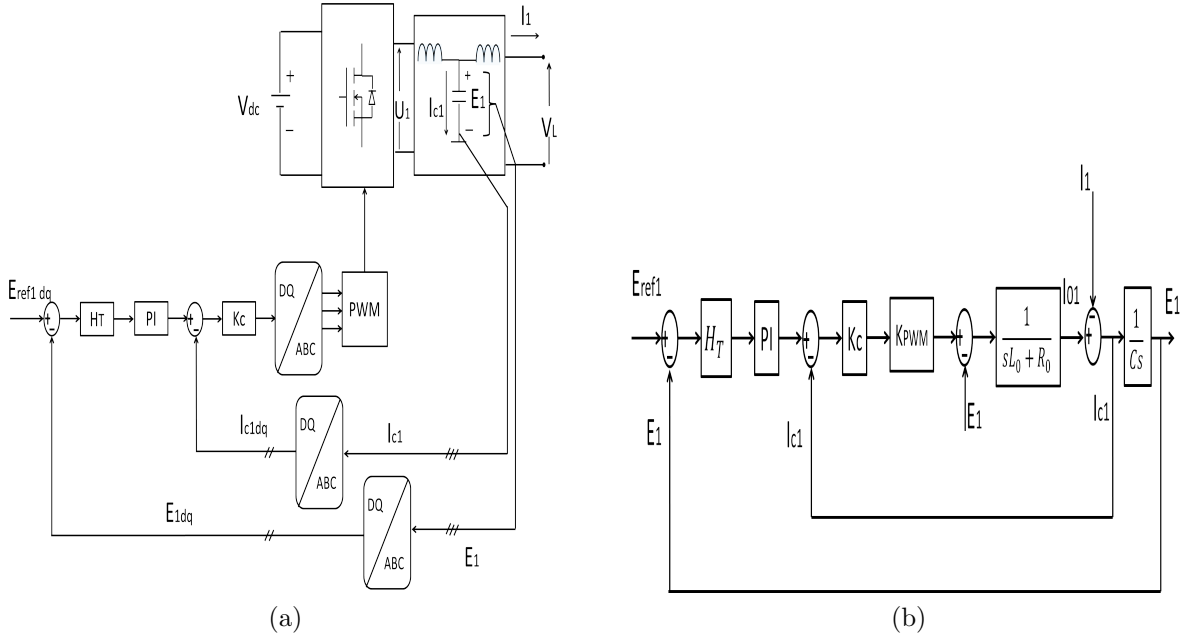 I1
+
Vdc
−
U1
Ic1
+
E1
−
VL
Eref1 dq
+
−
HT
PI
+
−
Kc
DQ
ABC
PWM
Ic1dq
DQ
ABC
Ic1
E1dq
DQ
ABC
E1
(a)
I1
Eref1
+
−
HT
PI
+
−
Kc
KPWM
+
−
1
sL0 + R0
I01
−
+
1
Cs
E1
E1
Ic1
E1
Ic1
(b)